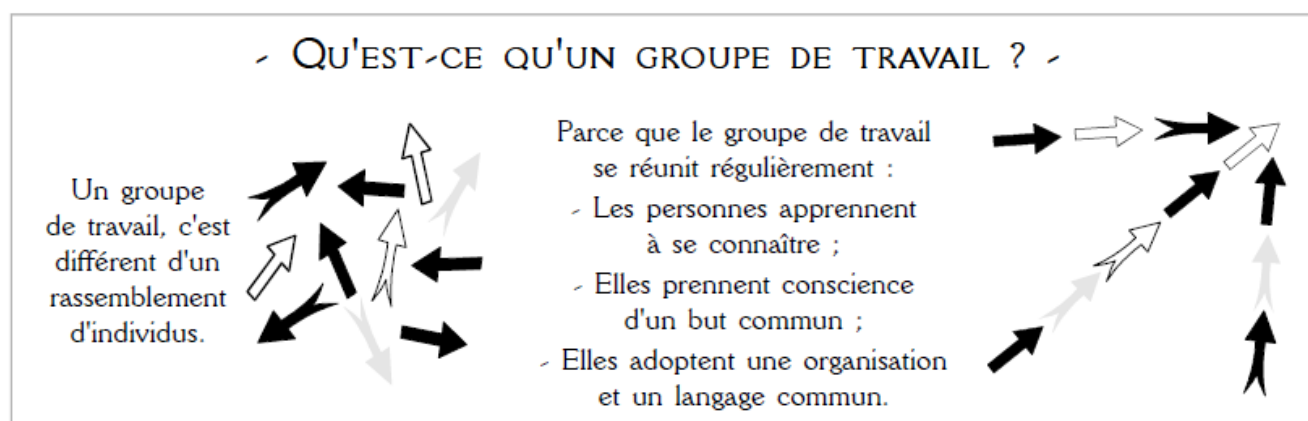 - QU'EST-CE QU'UN GROUPE DE TRAVAIL ? -
Un groupe
de travail, c'est
différent d'un
rassemblement
d'individus.
Parce que le groupe de travail
se réunit régulièrement :
- Les personnes apprennent
à se connaître ;
- Elles prennent conscience
d'un but commun ;
- Elles adoptent une organisation
et un langage commun.